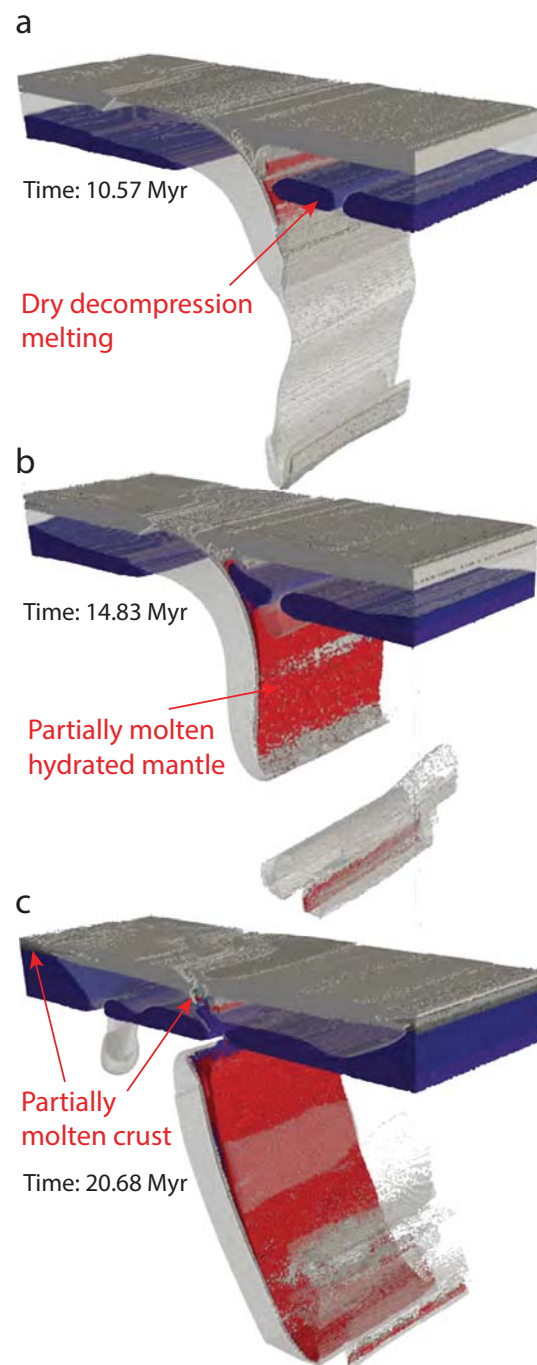 a
Time: 10.57 Myr
Dry decompression
melting
b
Time: 14.83 Myr
Partially molten
hydrated mantle
c
Partially
molten crust
Time: 20.68 Myr